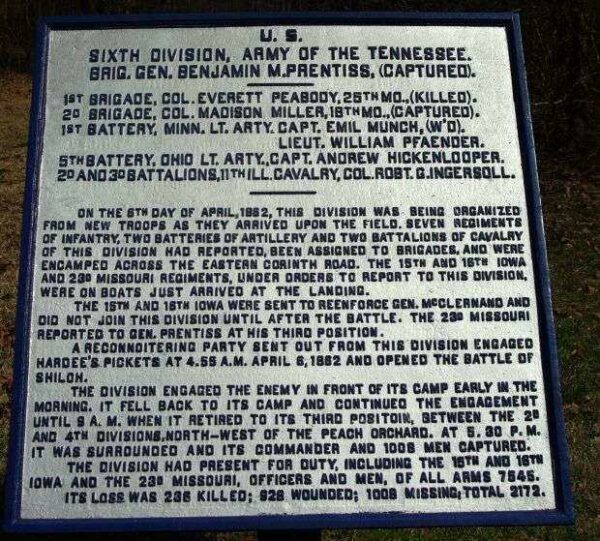 U. S.
SIXTH DIVISION, ARMY OF THE TENNESSEE.
BRIG. GEN. BENJAMIN M. PRENTISS, (CAPTURED).
1ST BRIGADE, COL. EVERETT PEABODY, 25TH MO., (KILLED).
2D BRIGADE, COL. MADISON MILLER, 18TH MO., (CAPTURED).
1ST BATTERY, MINN. LT. ARTY. CAPT. EMIL MUNCH, (W'D).
LIEUT. WILLIAM PFAENDER.
5TH BATTERY, OHIO LT. ARTY., CAPT. ANDREW HICKENLOOPER.
2D AND 3D BATTALIONS, 11TH ILL. CAVALRY, COL. ROBT. G. INGERSOLL.
ON THE 6TH DAY OF APRIL, 1862, THIS DIVISION WAS BEING ORGANIZED
FROM NEW TROOPS AS THEY ARRIVED UPON THE FIELD. SEVEN REGIMENTS
OF INFANTRY, TWO BATTERIES OF ARTILLERY AND TWO BATTALIONS OF CAVALRY
OF THIS DIVISION HAD REPORTED, BEEN ASSIGNED TO BRIGADES, AND WERE
ENCAMPED ACROSS THE EASTERN CORINTH ROAD. THE 15TH AND 16TH IOWA
AND 23D MISSOURI REGIMENTS, UNDER ORDERS TO REPORT TO THIS DIVISION,
WERE ON BOATS JUST ARRIVED AT THE LANDING.
THE 15TH AND 16TH IOWA WERE SENT TO REENFORCE GEN. McCLERNAND AND
DID NOT JOIN THIS DIVISION UNTIL AFTER THE BATTLE. THE 23D MISSOURI
REPORTED TO GEN. PRENTISS AT HIS THIRD POSITION.
A RECONNOITERING PARTY SENT OUT FROM THIS DIVISION ENGAGED
HARDEE'S PICKETS AT 4.55 A.M. APRIL 6, 1862 AND OPENED THE BATTLE OF
SHILOH.
THE DIVISION ENGAGED THE ENEMY IN FRONT OF ITS CAMP EARLY IN THE
MORNING. IT FELL BACK TO ITS CAMP AND CONTINUED THE ENGAGEMENT
UNTIL 9 A. M. WHEN IT RETIRED TO ITS THIRD POSITOIN, BETWEEN THE 2D
AND 4TH DIVISIONS, NORTH-WEST OF THE PEACH ORCHARD. AT 5.30 P.M.
IT WAS SURROUNDED AND ITS COMMANDER AND 1008 MEN CAPTURED.
THE DIVISION HAD PRESENT FOR DUTY, INCLUDING THE 15TH AND 16TH
IOWA AND THE 23D MISSOURI, OFFICERS AND MEN, OF ALL ARMS 7545.
ITS LOSS WAS 236 KILLED; 928 WOUNDED; 1008 MISSING; TOTAL 2172.